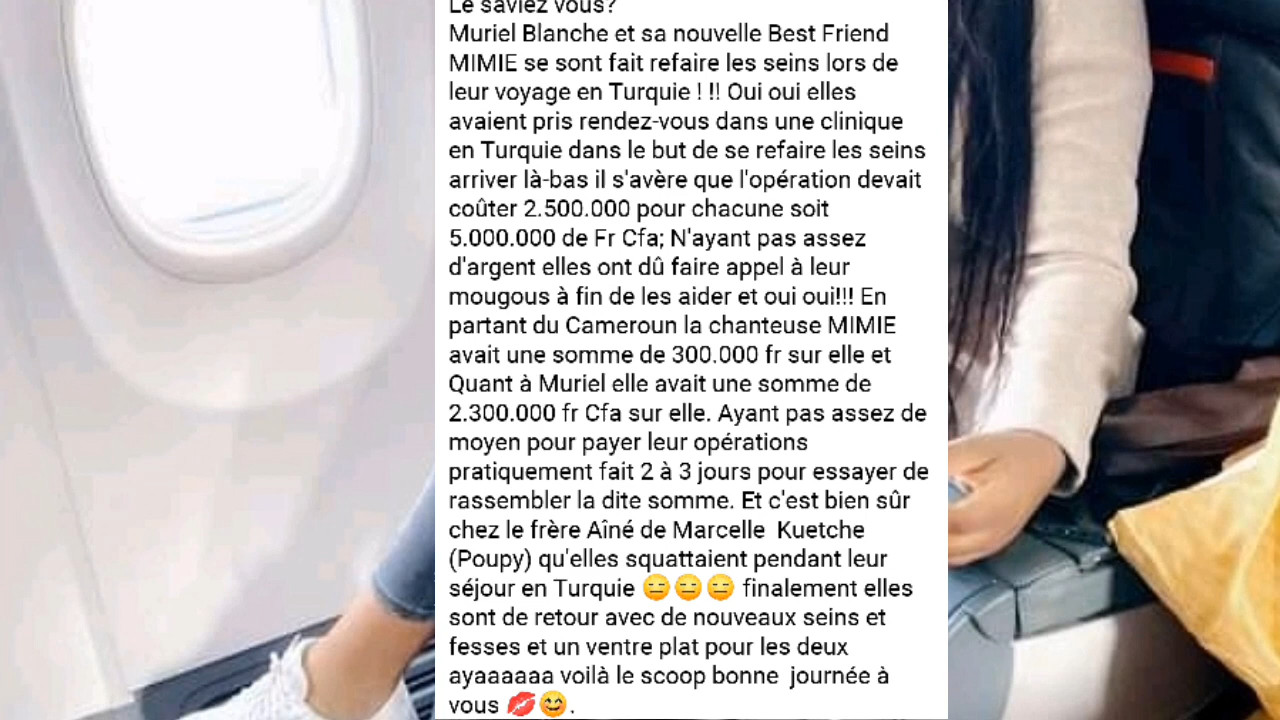 Le saviez vous?
Muriel Blanche et sa nouvelle Best Friend
MIMIE se sont fait refaire les seins lors de
leur voyage en Turquie ! !! Oui oui elles
avaient pris rendez-vous dans une clinique
en Turquie dans le but de se refaire les seins
arriver là-bas il s'avère que l'opération devait
coûter 2.500.000 pour chacune soit
5.000.000 de Fr Cfa; N'ayant pas assez
d'argent elles ont dû faire appel à leur
mougous à fin de les aider et oui oui!!! En
partant du Cameroun la chanteuse MIMIE
avait une somme de 300.000 fr sur elle et
Quant à Muriel elle avait une somme de
2.300.000 fr Cfa sur elle. Ayant pas assez de
moyen pour payer leur opérations
pratiquement fait 2 à 3 jours pour essayer de
rassembler la dite somme. Et c'est bien sûr
chez le frère Aîné de Marcelle  Kuetche
(Poupy) qu'elles squattaient pendant leur
séjour en Turquie 😑😑😑 finalement elles
sont de retour avec de nouveaux seins et
fesses et un ventre plat pour les deux
ayaaaaaa voilà le scoop bonne  journée à
vous 💋😊.